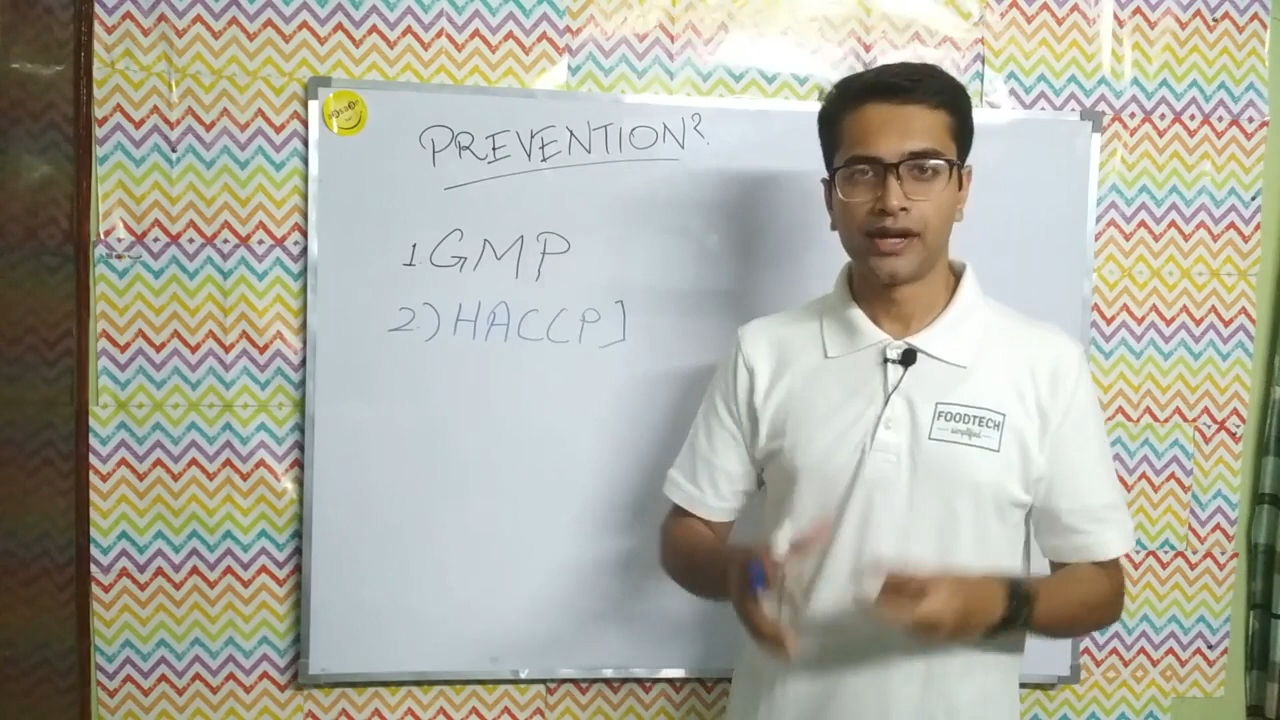 PREVENTION?
1.GMP
2.)HACCP]
FOODTECH
simplified